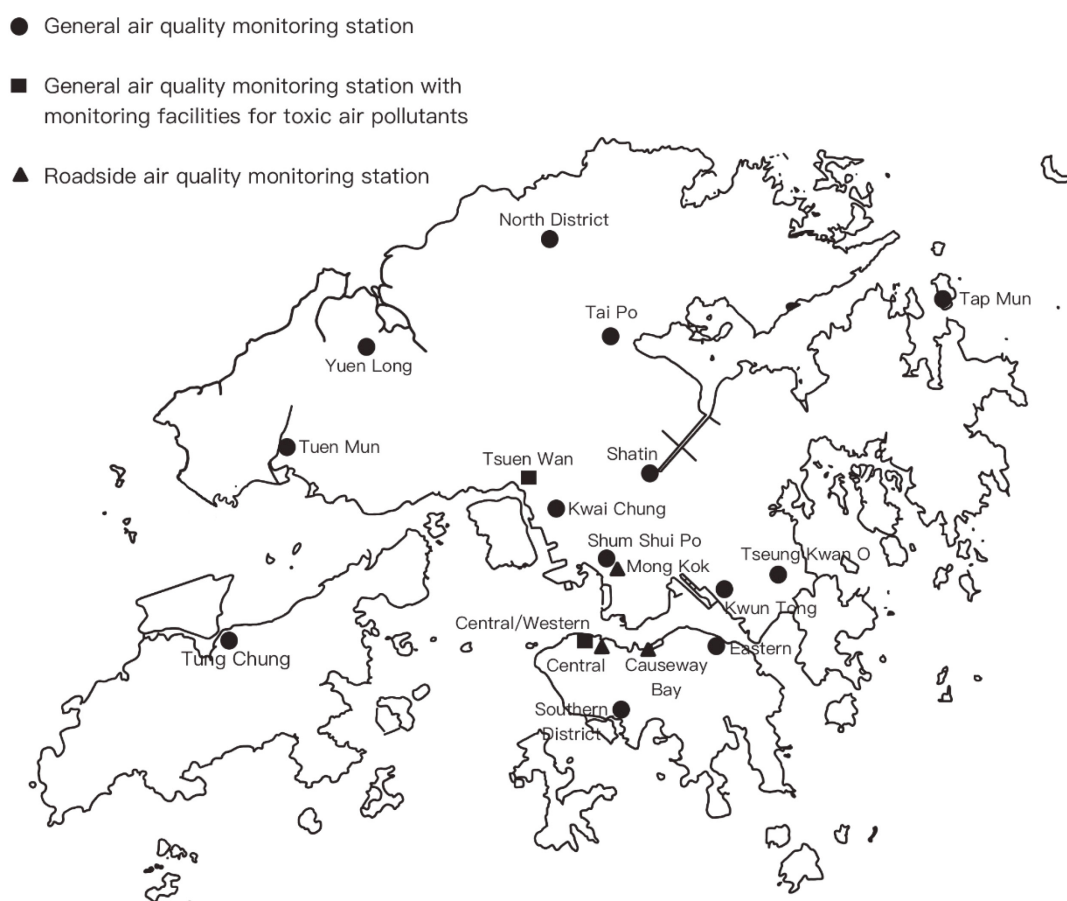 General air quality monitoring station
General air quality monitoring station with
monitoring facilities for toxic air pollutants
Roadside air quality monitoring station
North District
Tap Mun
Tai Po
Yuen Long
Tuen Mun
Shatin
Tsuen Wan
Kwai Chung
Shum Shui Po
Tseung Kwan O
Mong Kok
Kwun Tong
Central/Western
Eastern
Tung Chung
Central
Causeway
Bay
Southern
District